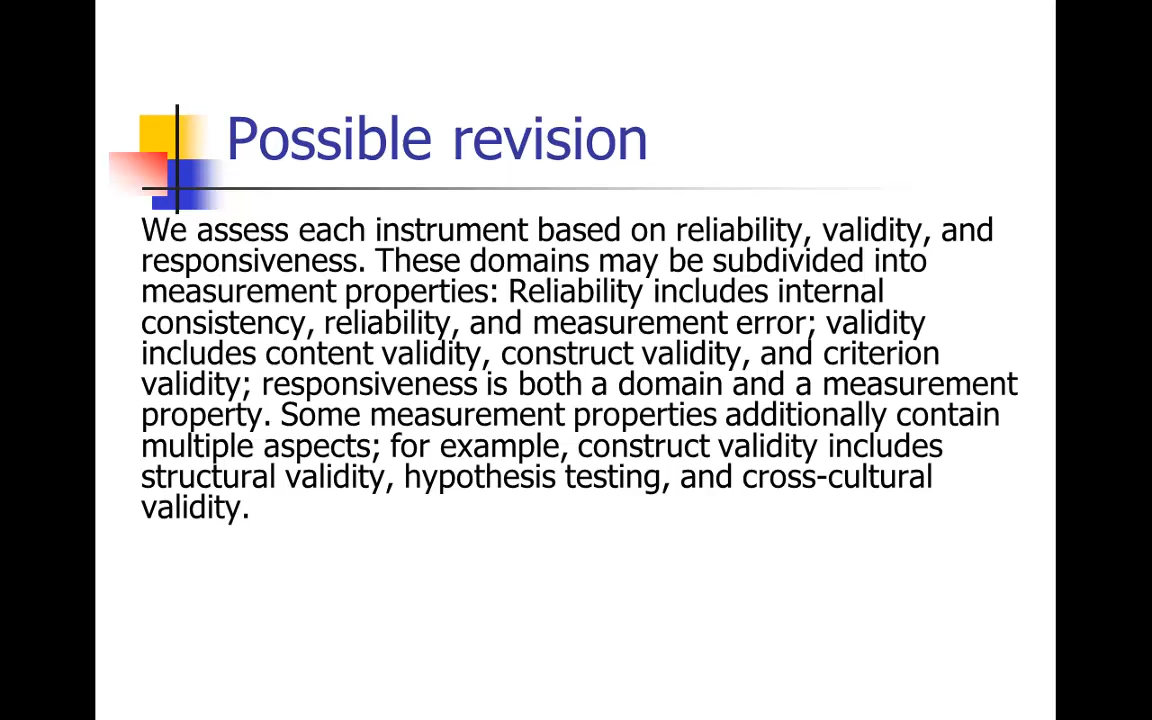 Possible revision
We assess each instrument based on reliability, validity, and
responsiveness. These domains may be subdivided into
measurement properties: Reliability includes internal
consistency, reliability, and measurement error; validity
includes content validity, construct validity, and criterion
validity; responsiveness is both a domain and a measurement
property. Some measurement properties additionally contain
multiple aspects; for example, construct validity includes
structural validity, hypothesis testing, and cross-cultural
validity.